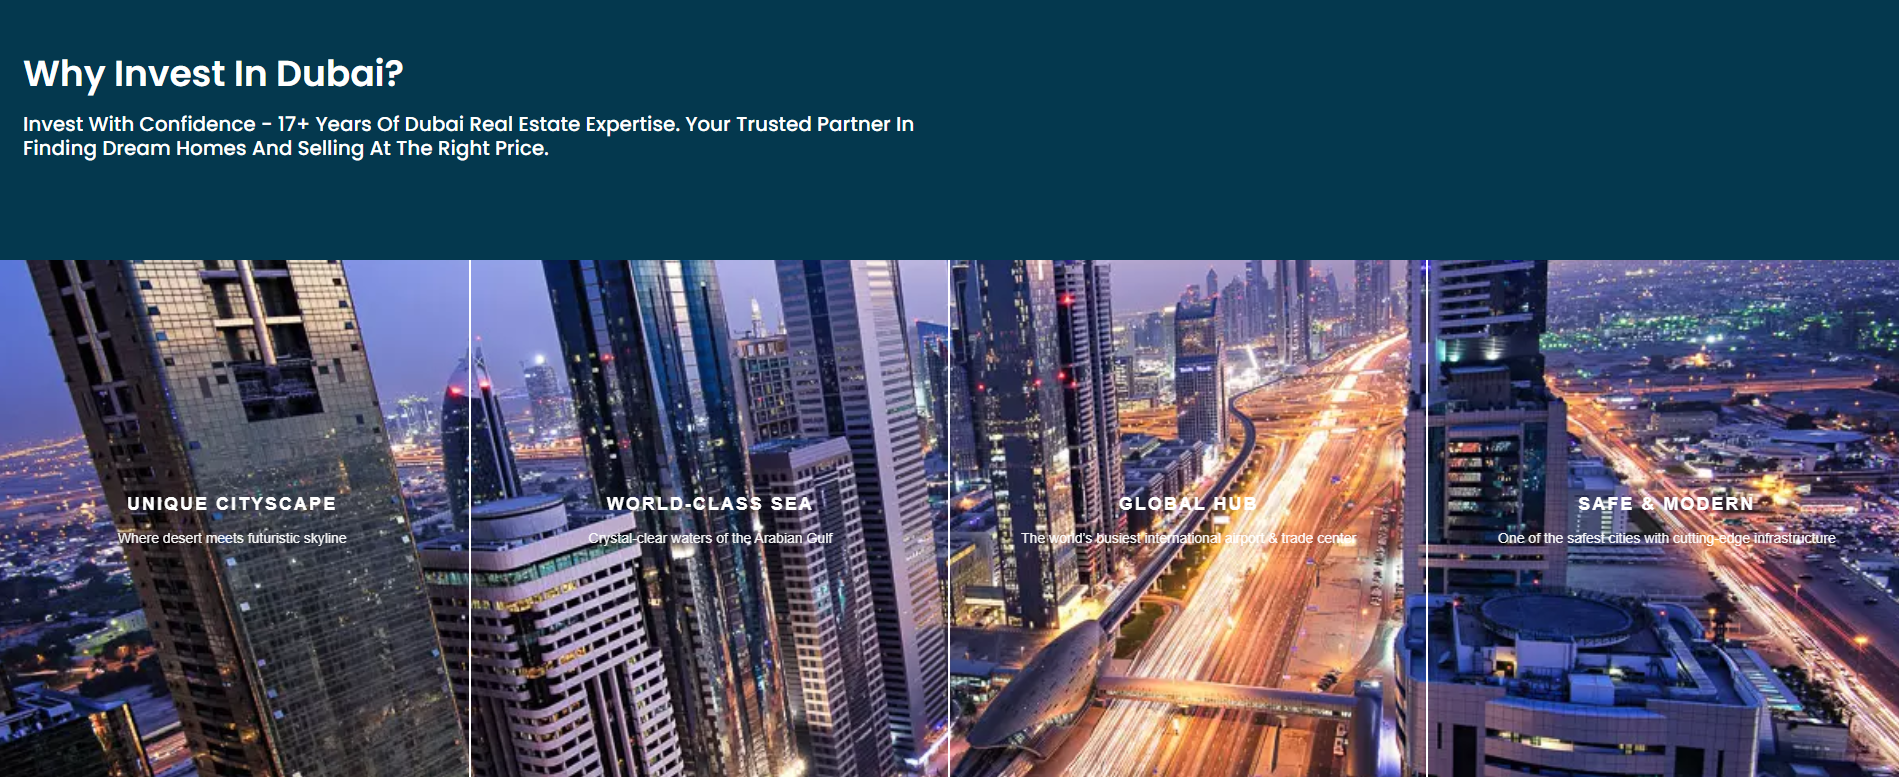 Why Invest In Dubai?
Invest With Confidence - 17+ Years Of Dubai Real Estate Expertise. Your Trusted Partner In
Finding Dream Homes And Selling At The Right Price.
UNIQUE CITYSCAPE
Where desert meets futuristic skyline
WORLD-CLASS SEA
Crystal-clear waters of the Arabian Gulf
GLOBAL HUB
The world's busiest international airport & trade center
SAFE & MODERN
One of the safest cities with cutting-edge infrastructure